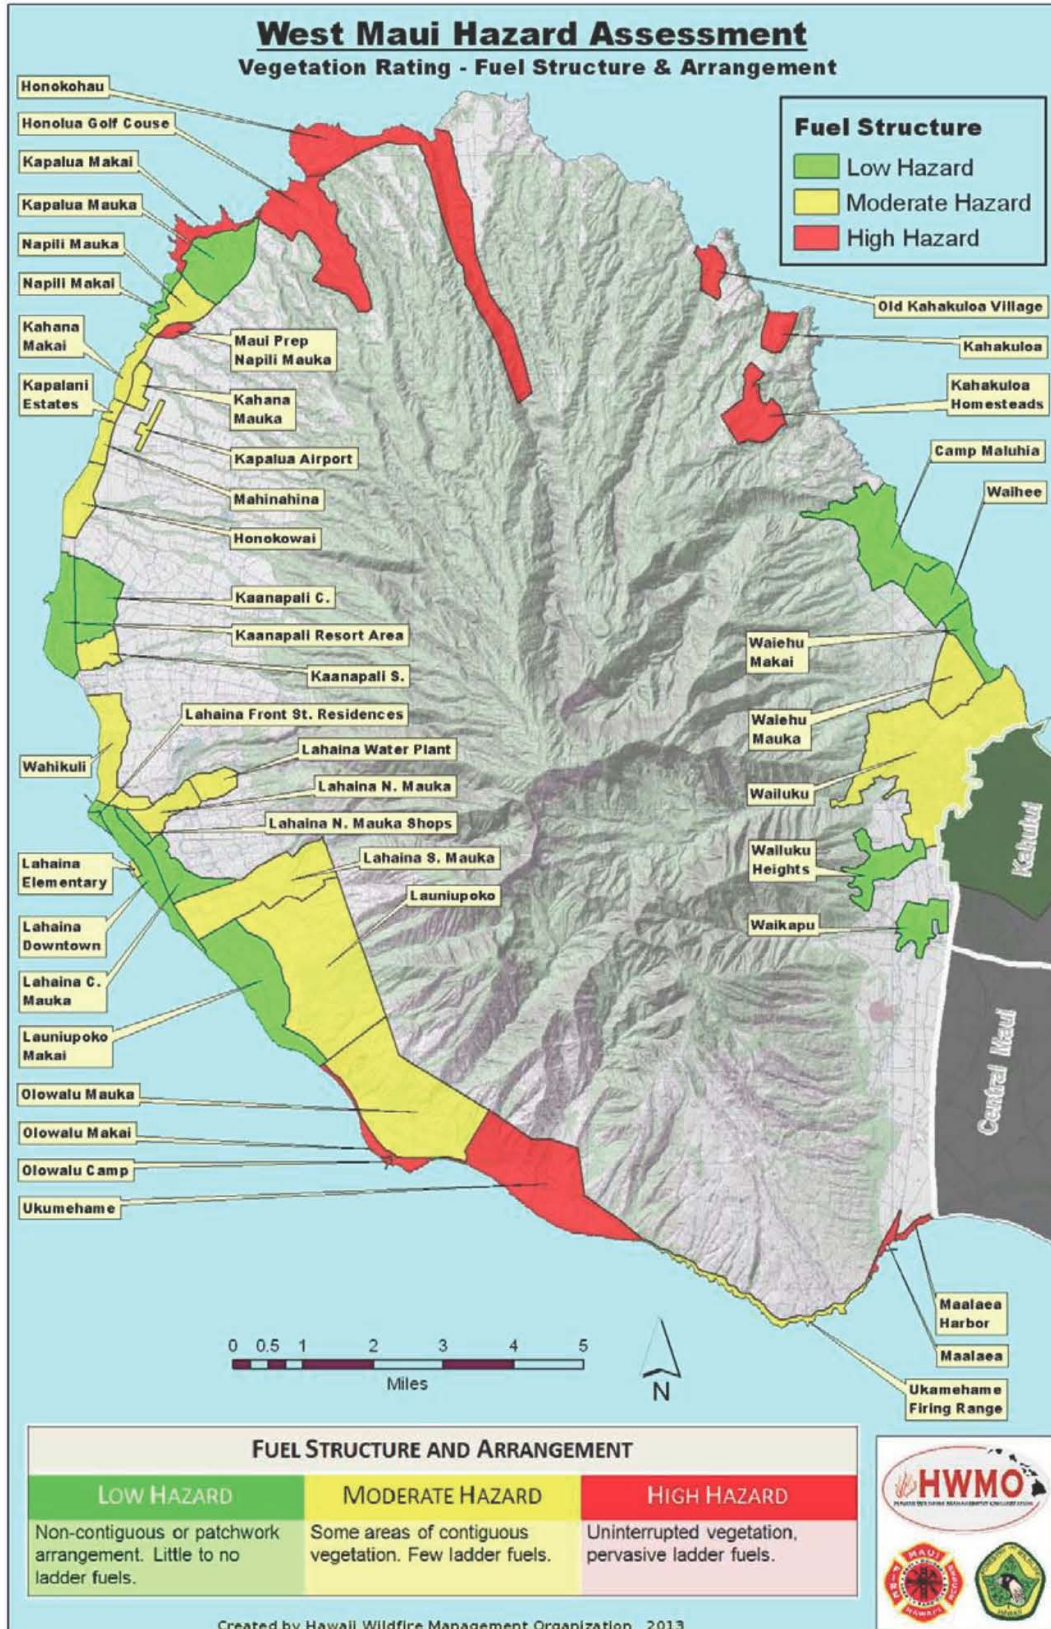 West Maui Hazard Assessment
Vegetation Rating - Fuel Structure & Arrangement
Fuel Structure
Low Hazard
Moderate Hazard
High Hazard
Honokohau
Honolua Golf Couse
Kapalua Makai
Kapalua Mauka
Napili Mauka
Napili Makai
Kahana
Makai
Kapalani
Estates
Maui Prep
Napili Mauka
Kahana
Mauka
Kapalua Airport
Mahinahina
Honokowai
Kaanapali C.
Kaanapali Resort Area
Kaanapali S.
Lahaina Front St. Residences
Lahaina Water Plant
Wahikuli
Lahaina N. Mauka
Lahaina N. Mauka Shops
Lahaina S. Mauka
Lahaina
Elementary
Launiupoko
Lahaina
Downtown
Lahaina C.
Mauka
Launiupoko
Makai
Olowalu Mauka
Olowalu Makai
Olowalu Camp
Ukumehame
Old Kahakuloa Village
Kahakuloa
Kahakuloa
Homesteads
Camp Maluhia
Waihee
Waiehu
Makai
Waiehu
Mauka
Wailuku
Wailuku
Heights
Waikapu
Kahului
Central Maui
Maalaea
Harbor
Maalaea
Ukamehame
Firing Range
0 0.5 1 2 3 4 5
Miles
N
FUEL STRUCTURE AND ARRANGEMENT
LOW HAZARD
MODERATE HAZARD
HIGH HAZARD
Non-contiguous or patchwork
arrangement. Little to no
ladder fuels.
Some areas of contiguous
vegetation. Few ladder fuels.
Uninterrupted vegetation,
pervasive ladder fuels.
HWMO
HAWAII WILDFIRE MANAGEMENT ORGANIZATION
MAUI
FIRE
HAWAII
Created by Hawaii Wildfire Management Organization 2013